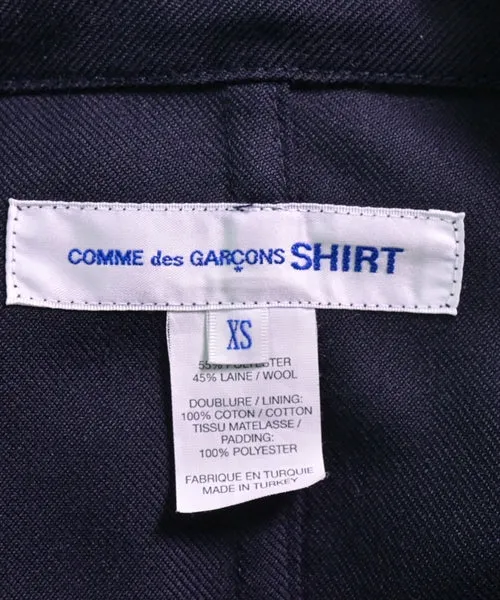 COMME des GARÇONS SHIRT
XS
55% POLYESTER
45% LAINE / WOOL
DOUBLURE / LINING:
100% COTON / COTTON
TISSU MATELASSE /
PADDING:
100% POLYESTER
FABRIQUE EN TURQUIE
MADE IN TURKEY